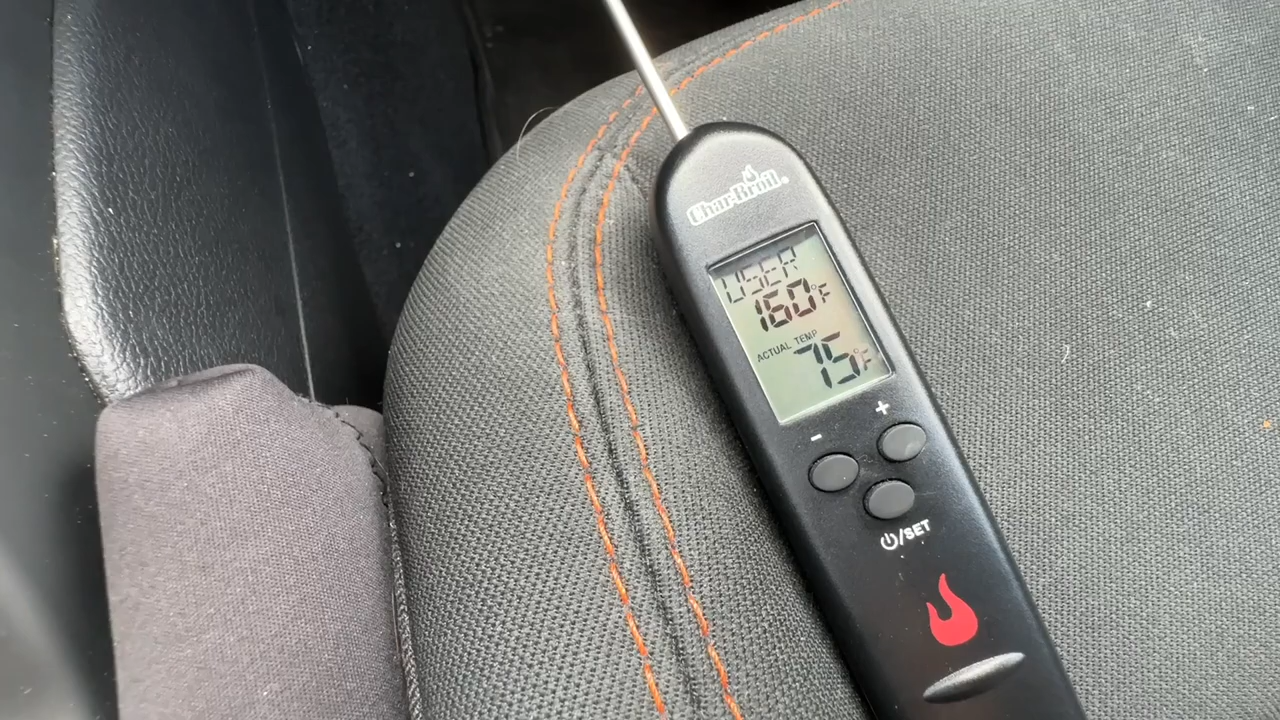 Char-Broil®
USER
160°F
ACTUAL TEMP
75°F
+
-
⏻/SET